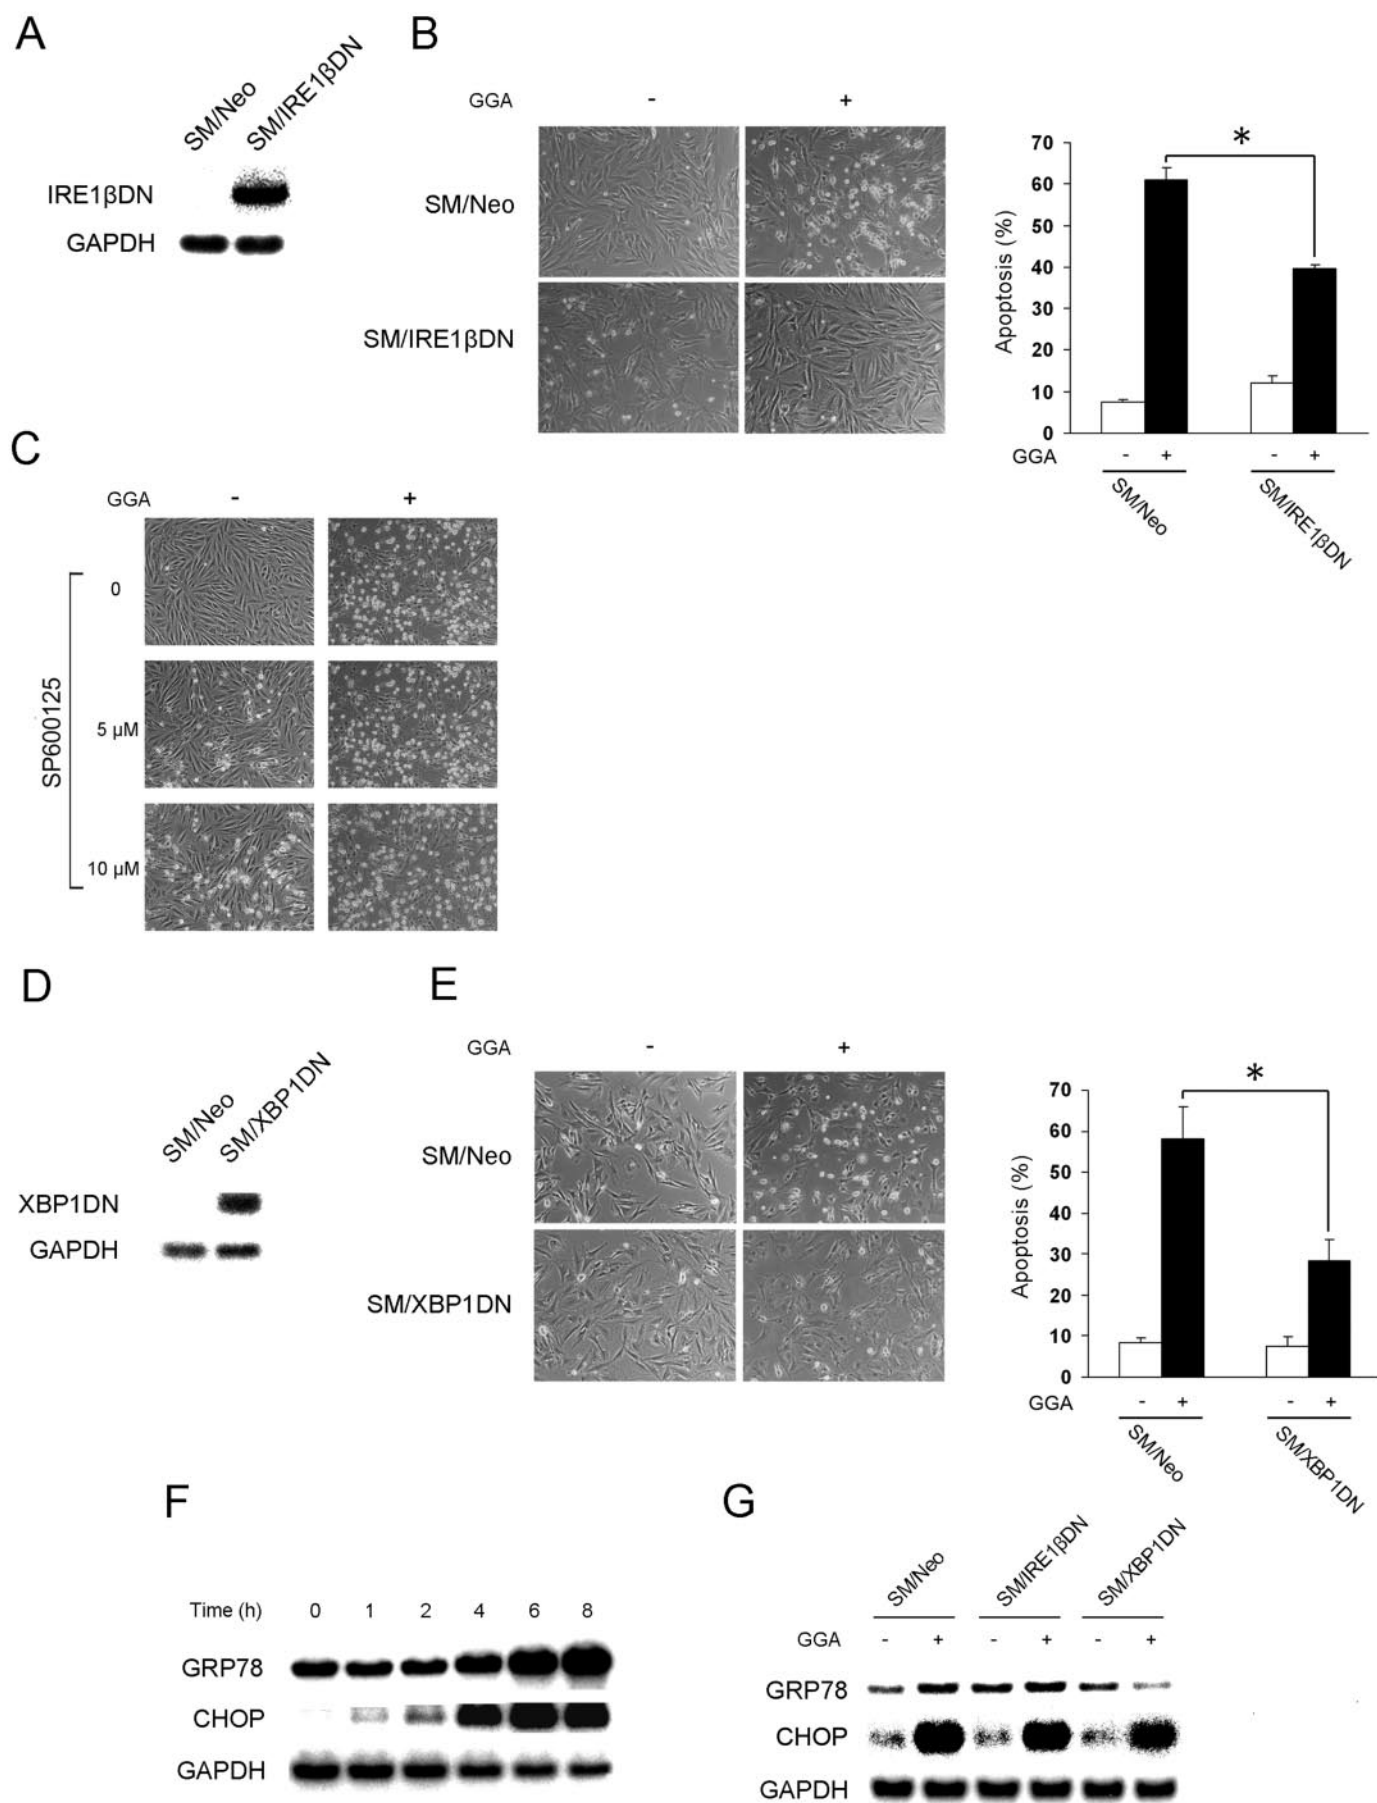 A
SM/Neo
SM/IRE1βDN
IRE1βDN
GAPDH
B
GGA - +
SM/Neo
SM/IRE1βDN
Apoptosis (%)
70
60
50
40
30
20
10
0
*
GGA - + - +
SM/Neo
SM/IRE1βDN
C
GGA - +
SP600125
0
5 μM
10 μM
D
SM/Neo
SM/XBP1DN
XBP1DN
GAPDH
E
GGA - +
SM/Neo
SM/XBP1DN
Apoptosis (%)
70
60
50
40
30
20
10
0
*
GGA - + - +
SM/Neo
SM/XBP1DN
F
Time (h) 0 1 2 4 6 8
GRP78
CHOP
GAPDH
G
SM/Neo
SM/IRE1βDN
SM/XBP1DN
GGA - + - + - +
GRP78
CHOP
GAPDH